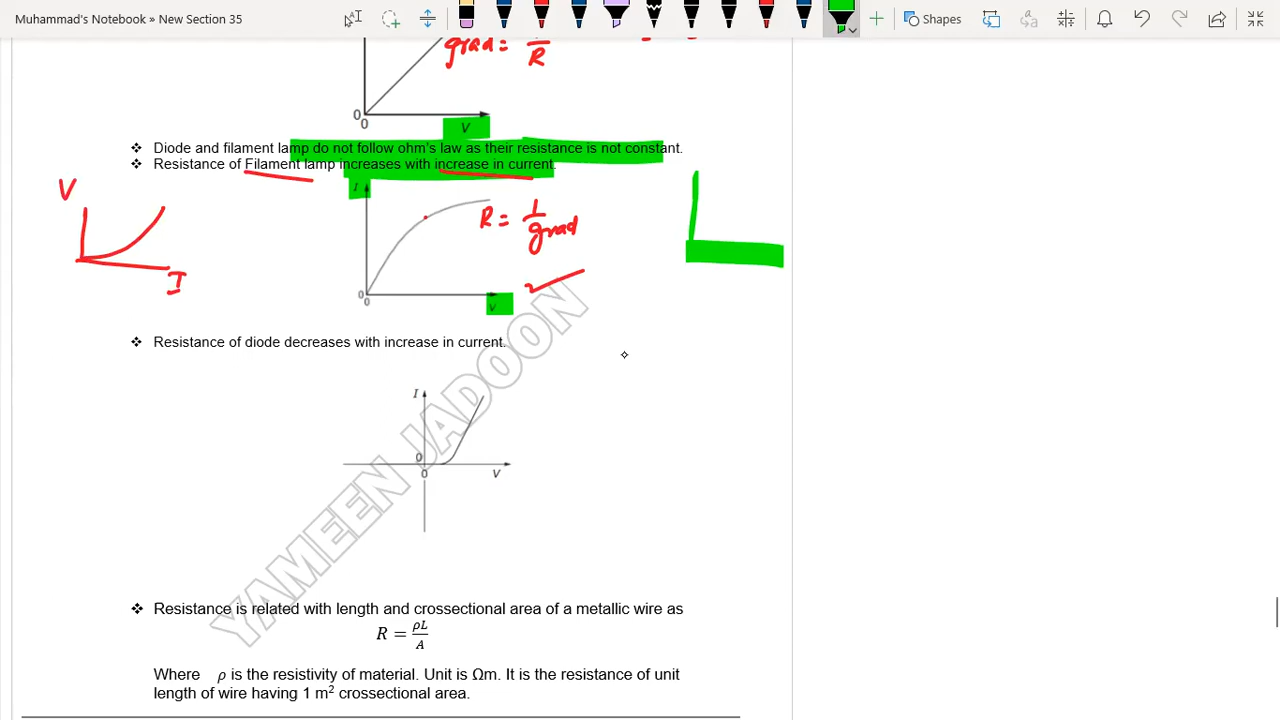 Muhammad's Notebook » New Section 35
Shapes
grad = 1/R
0
0
V
❖ Diode and filament lamp do not follow ohm's law as their resistance is not constant.
❖ Resistance of Filament lamp increases with increase in current.
V
I
I
R = 1/grad
0
0
V
❖ Resistance of diode decreases with increase in current.
I
0
0
V
YAMEEN JADOON
❖ Resistance is related with length and crossectional area of a metallic wire as
R = ρL/A
Where ρ is the resistivity of material. Unit is Ωm. It is the resistance of unit
length of wire having 1 m² crossectional area.